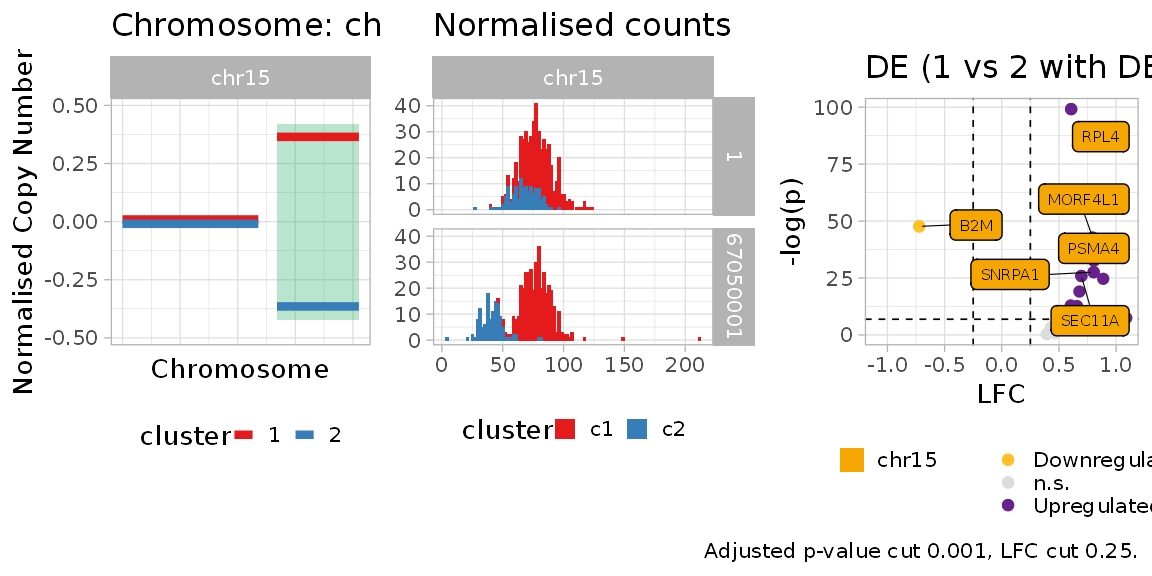 Chromosome: ch
Normalised Copy Number
chr15
0.50
0.25
0.00
-0.25
-0.50
Chromosome
cluster 1 2
Normalised counts
chr15
40
30
20
10
0
1
40
30
20
10
0
67050001
0 50 100 150 200
cluster c1 c2
DE (1 vs 2 with DE
-log(p)
100
75
50
25
0
RPL4
MORF4L1
B2M
PSMA4
SNRPA1
SEC11A
-1.0 -0.5 0.0 0.5 1.0
LFC
chr15
Downregula
n.s.
Upregulated
Adjusted p-value cut 0.001, LFC cut 0.25.